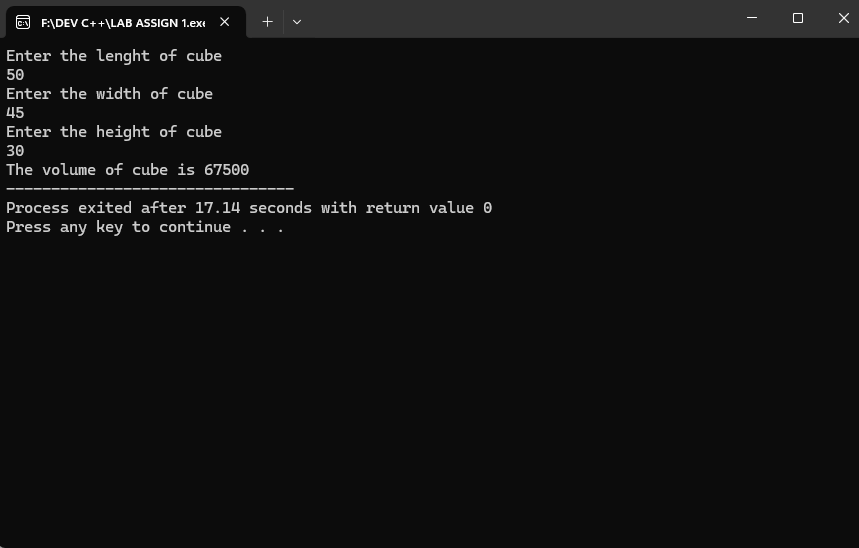 F:\DEV C++\LAB ASSIGN 1.exe
Enter the lenght of cube
50
Enter the width of cube
45
Enter the height of cube
30
The volume of cube is 67500
--------------------------------
Process exited after 17.14 seconds with return value 0
Press any key to continue . . .